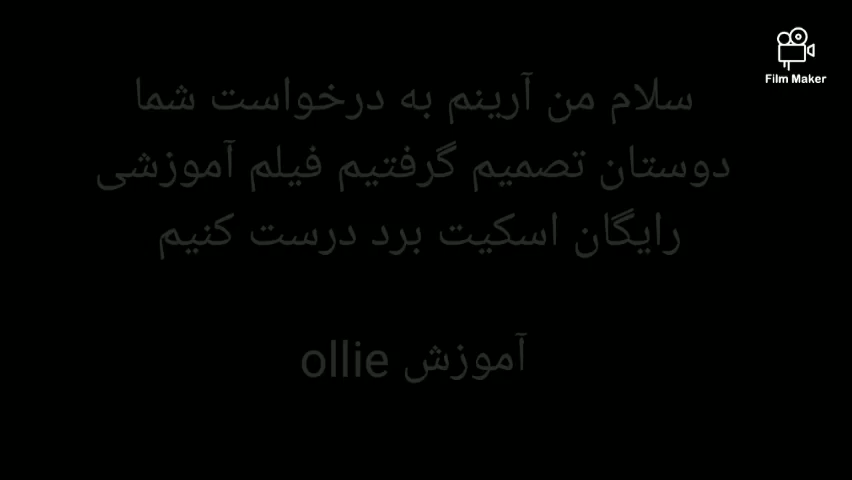 Film Maker
سلام من آرینم به درخواست شما
دوستان تصمیم گرفتیم فیلم آموزشی
رایگان اسکیت برد درست کنیم
آموزش ollie